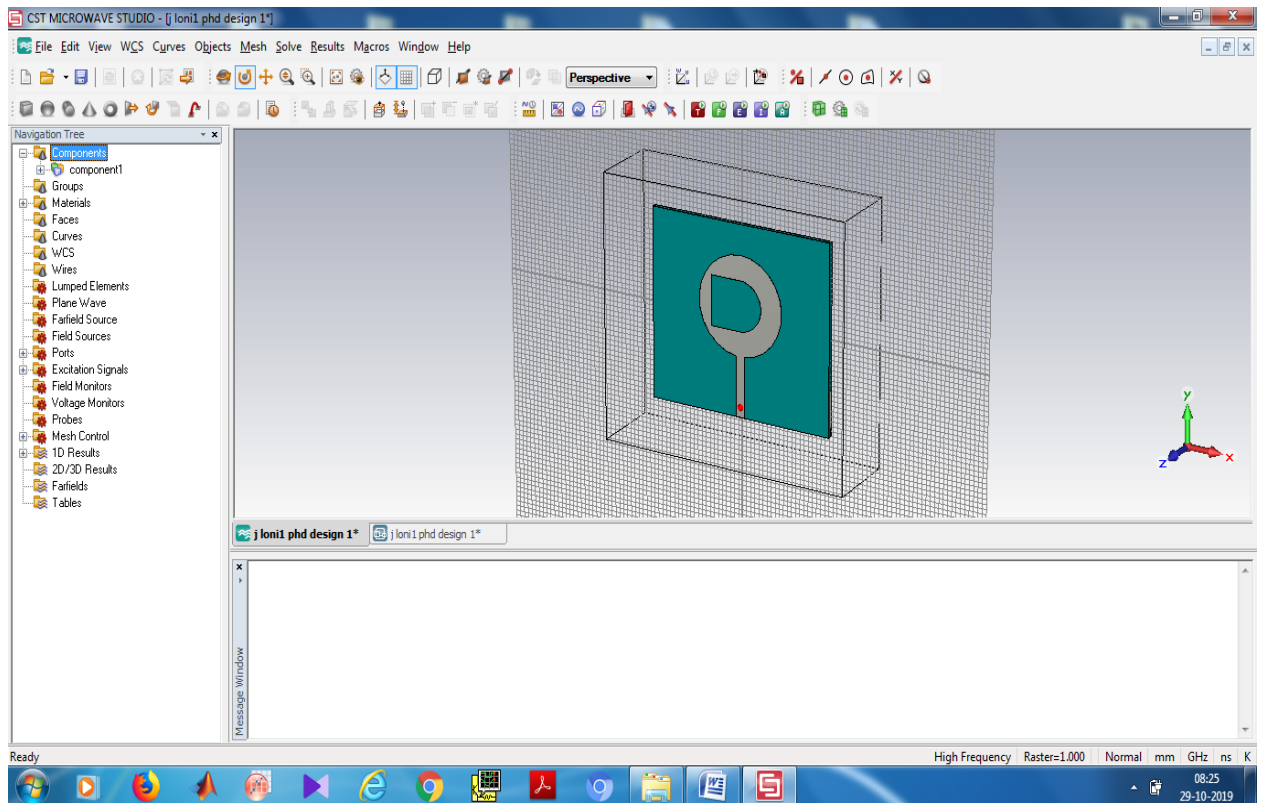 CST MICROWAVE STUDIO - [j loni1 phd design 1*]
File Edit View WCS Curves Objects Mesh Solve Results Macros Window Help
Perspective
Navigation Tree
Components
component1
Groups
Materials
Faces
Curves
WCS
Wires
Lumped Elements
Plane Wave
Farfield Source
Field Sources
Ports
Excitation Signals
Field Monitors
Voltage Monitors
Probes
Mesh Control
1D Results
2D/3D Results
Farfields
Tables
y
z x
j loni1 phd design 1* j loni1 phd design 1*
Message Window
Ready High Frequency Raster=1.000 Normal mm GHz ns K
08:25
29-10-2019